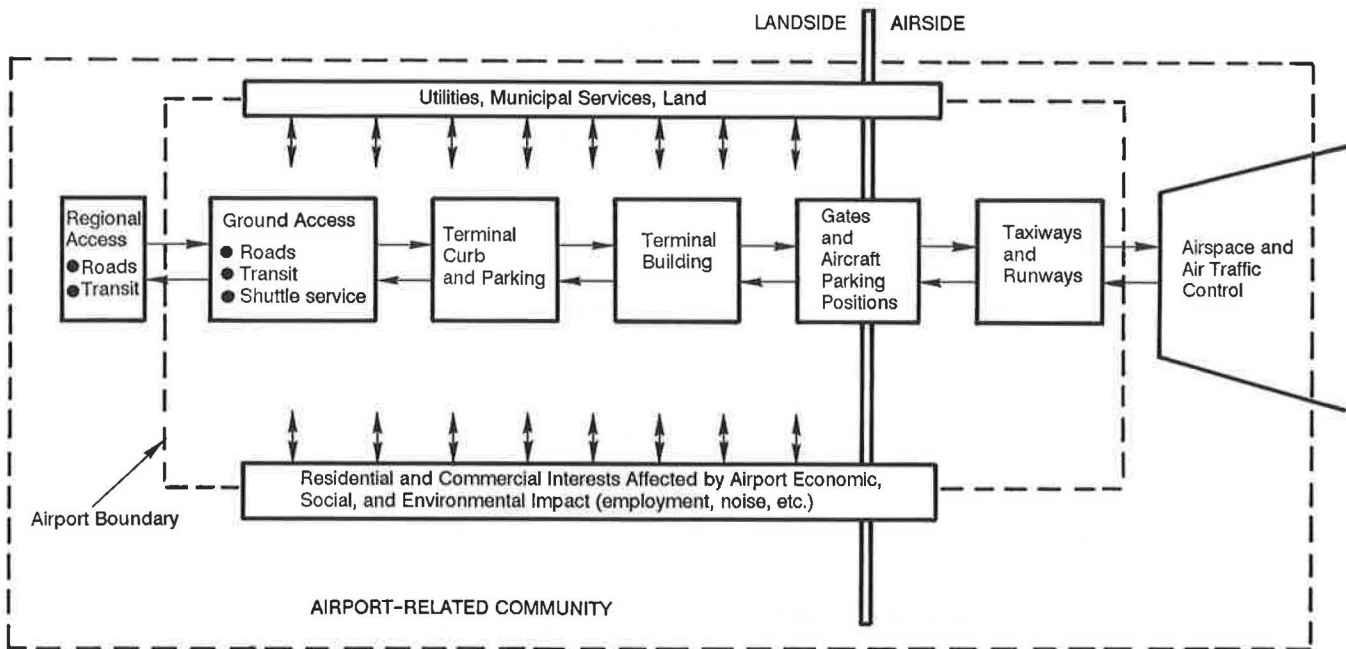 LANDSIDE AIRSIDE
Utilities, Municipal Services, Land
Regional
Access
● Roads
● Transit
Ground Access
● Roads
● Transit
● Shuttle service
Terminal
Curb
and Parking
Terminal
Building
Gates
and
Aircraft
Parking
Positions
Taxiways
and
Runways
Airspace and
Air Traffic
Control
Residential and Commercial Interests Affected by Airport Economic,
Social, and Environmental Impact (employment, noise, etc.)
Airport Boundary
AIRPORT-RELATED COMMUNITY